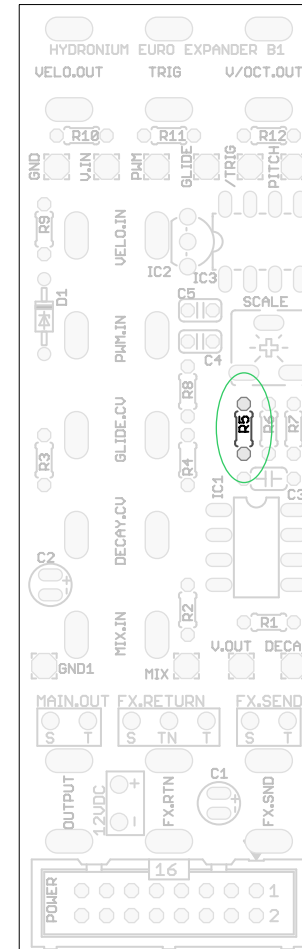 HYDRONIUM EURO EXPANDER B1
VELO.OUT TRIG V/OCT.OUT
R10 R11 R12
GND V.IN PWM GLIDE /TRIG PITCH
R9 VELO.IN IC2 IC3
D1 C5 SCALE
PWM.IN C4
R8 R5 R6 R7
R3 GLIDE.CV R4
IC1 C3
DECAY.CV
C2
R2 R1
MIX.IN V.OUT DECA
GND1 MIX
MAIN.OUT FX.RETURN FX.SEND
S T S TN T S T
OUTPUT 12VDC + - FX.RTN C1 FX.SND
16
POWER 1
2